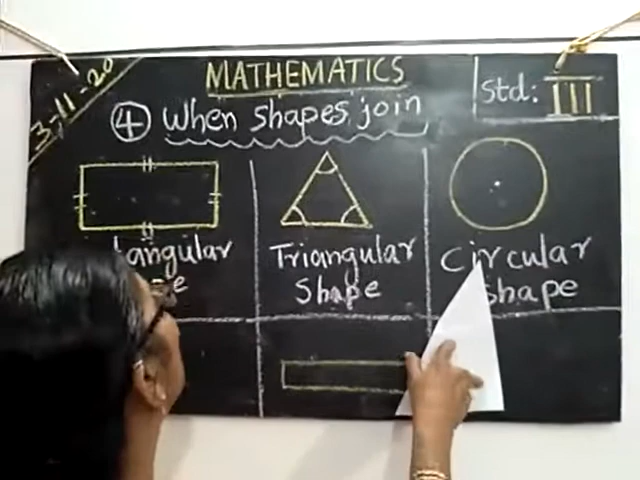 3-11-20
MATHEMATICS
Std: III
④ When shapes join
Triangular
Shape
Circular
Shape